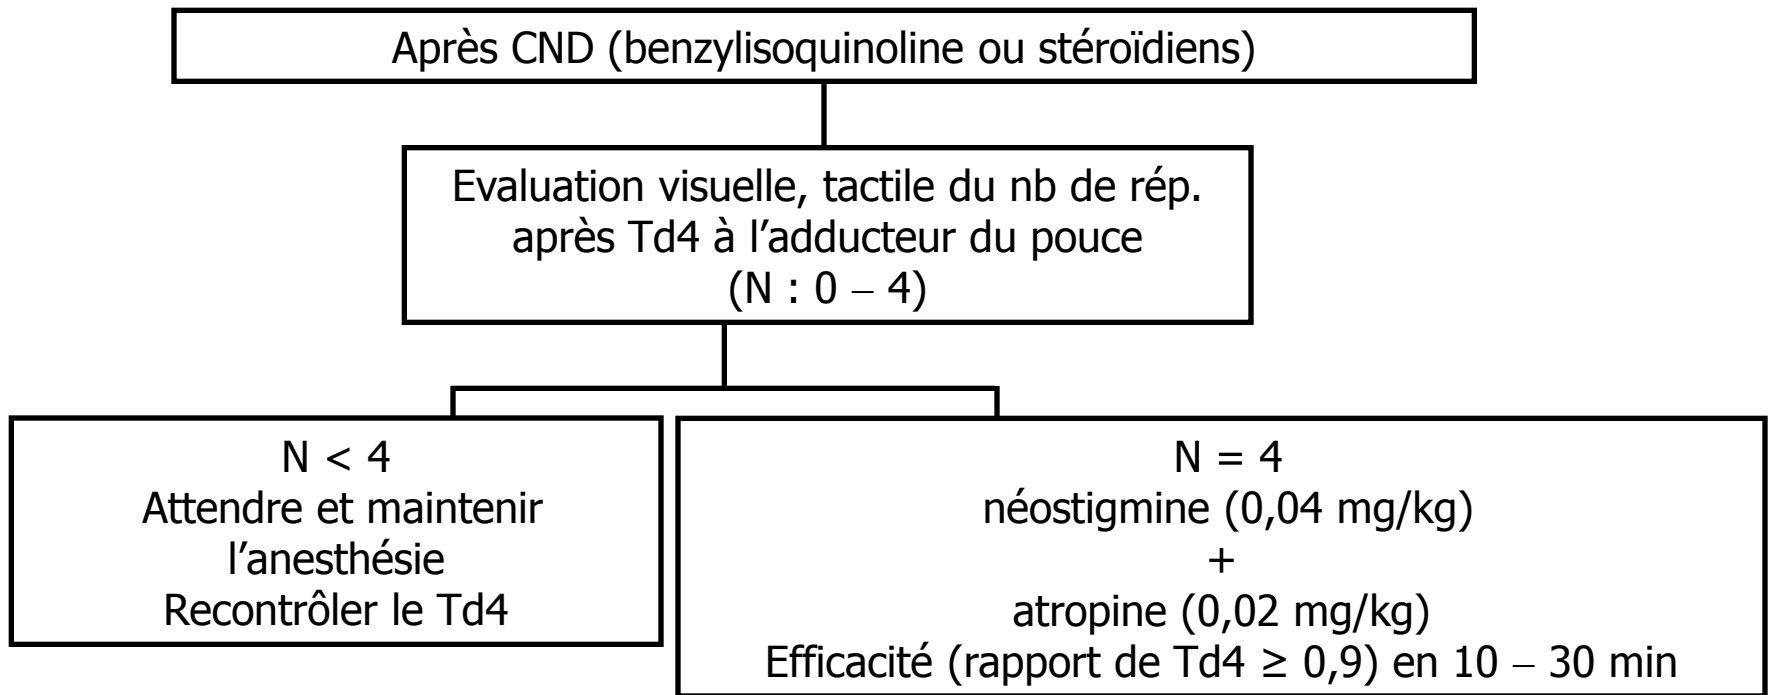 Après CND (benzylisoquinoline ou stéroïdiens)
Evaluation visuelle, tactile du nb de rép.
après Td4 à l’adducteur du pouce
(N : 0 – 4)
N < 4
Attendre et maintenir
l’anesthésie
Recontrôler le Td4
N = 4
néostigmine (0,04 mg/kg)
+
atropine (0,02 mg/kg)
Efficacité (rapport de Td4 ≥ 0,9) en 10 – 30 min